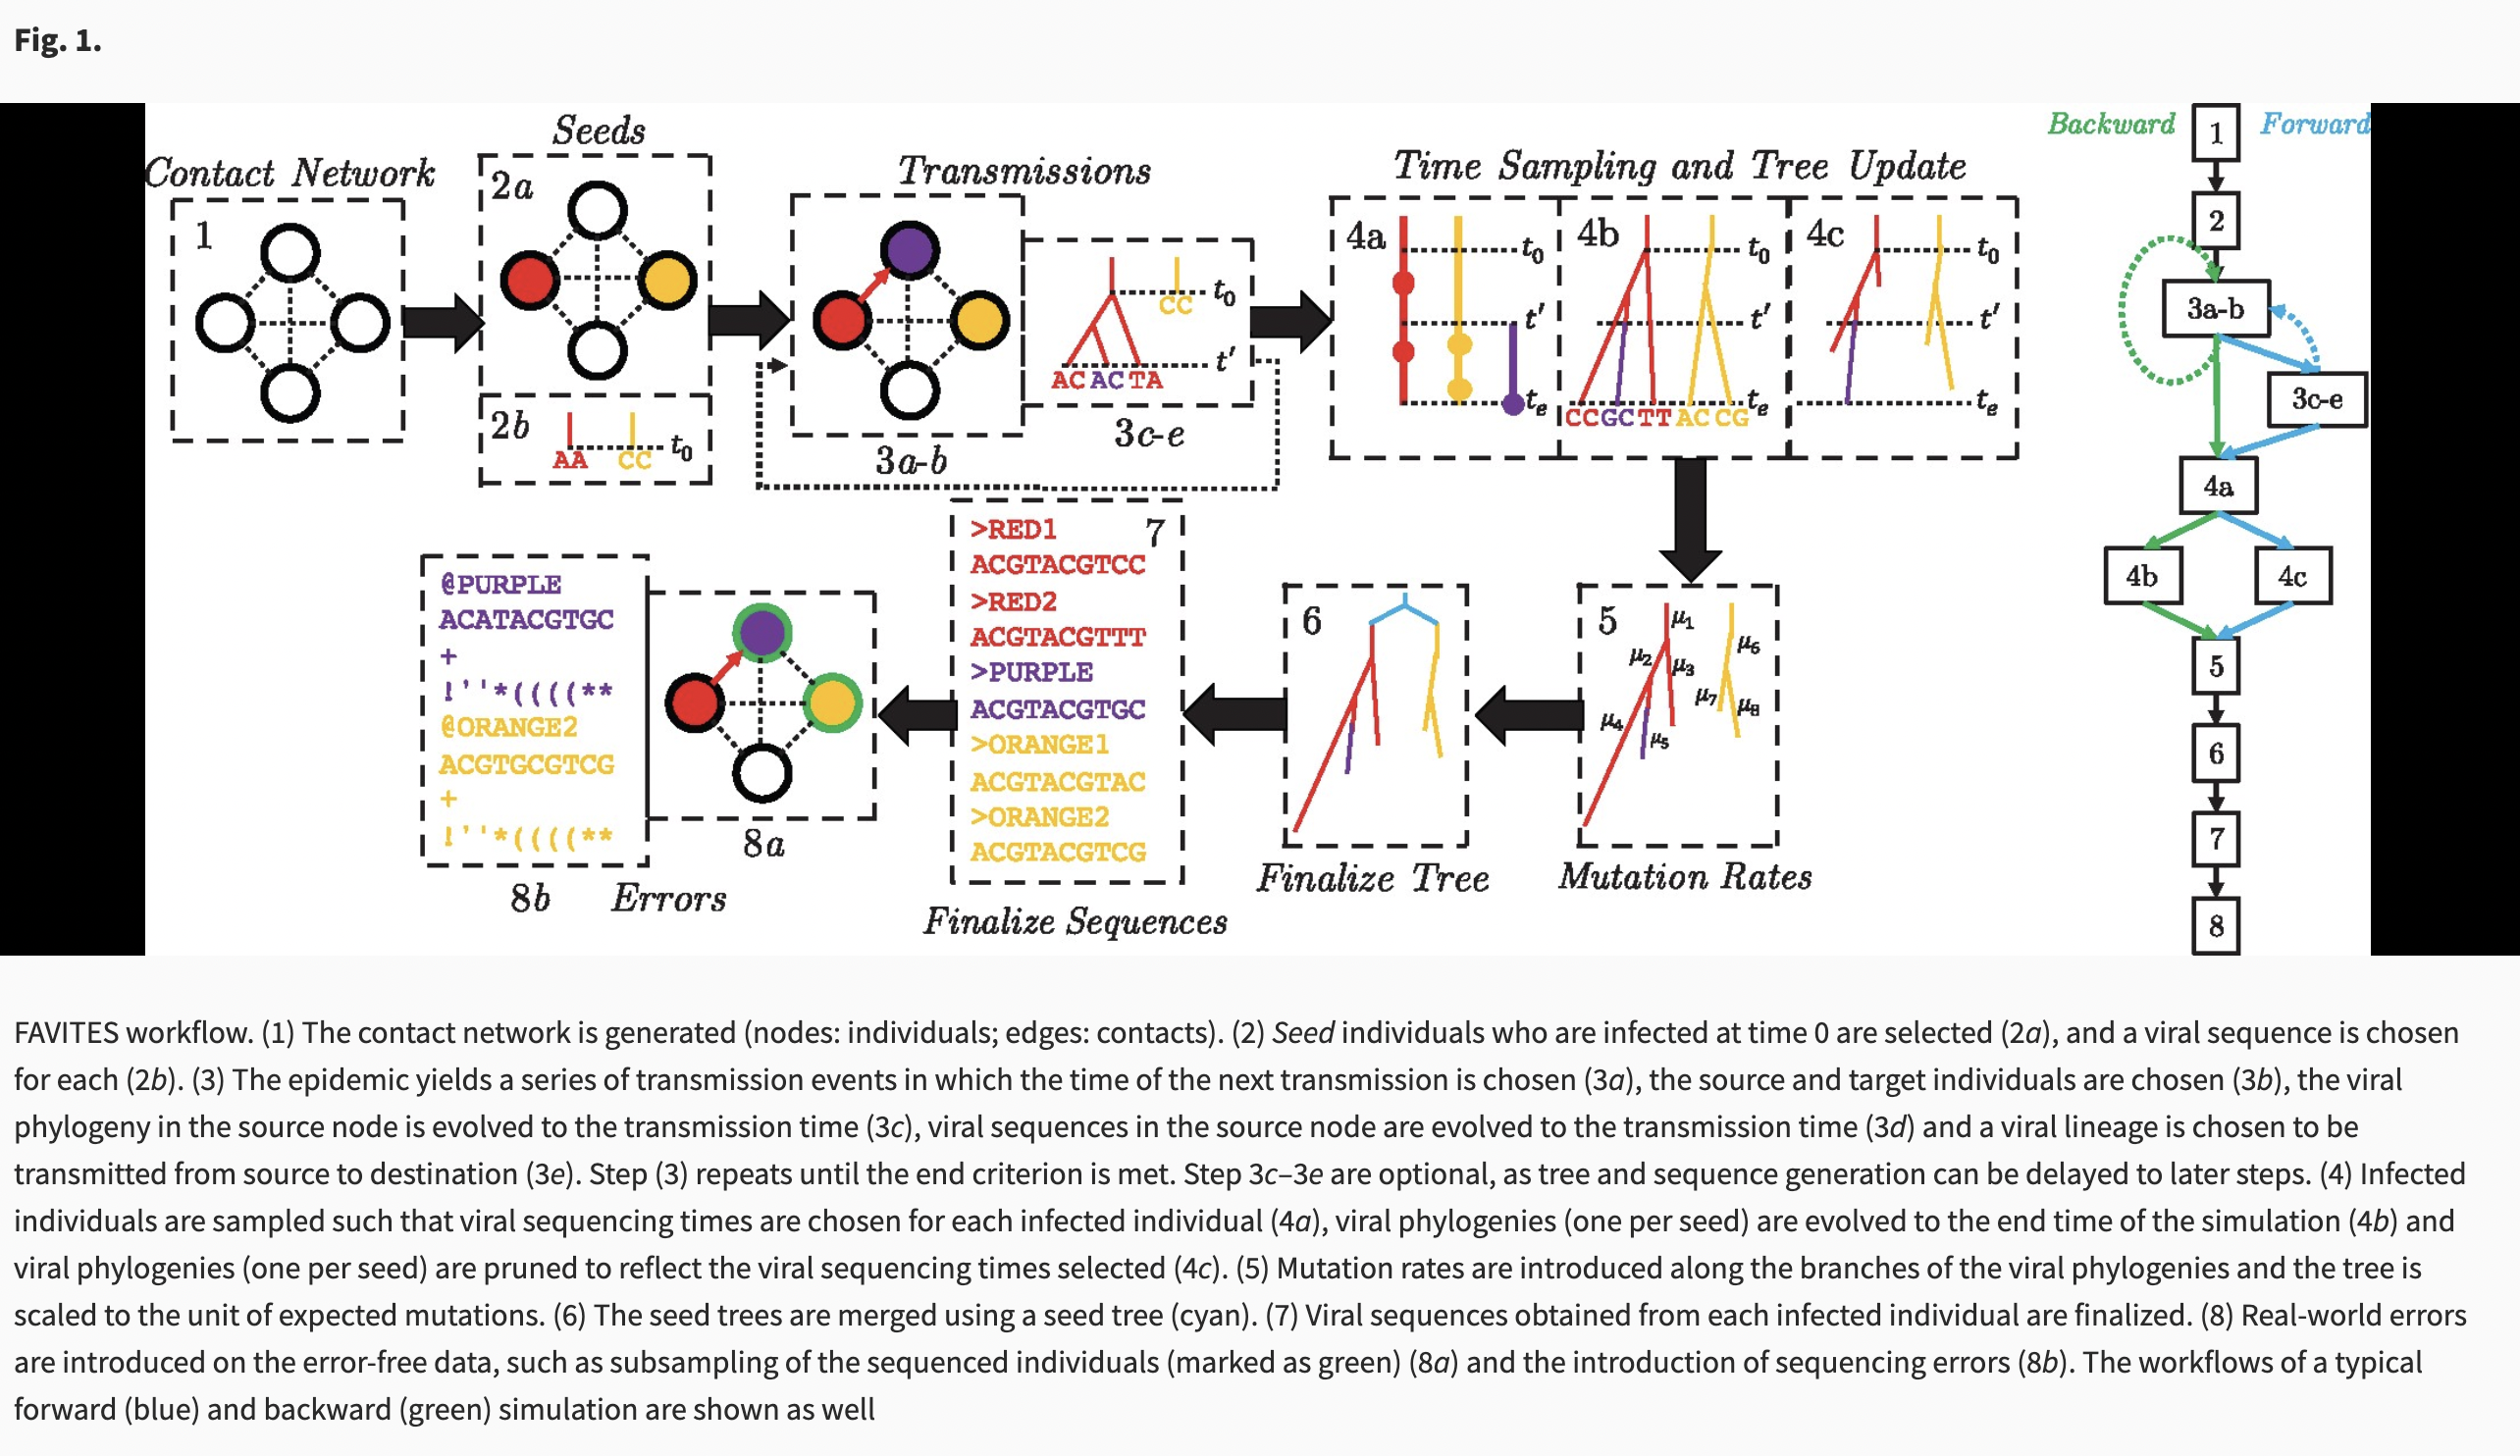 Fig. 1.
Contact Network
1
Seeds
2a
2b
AA CC t0
Transmissions
3a-b
CC t0
t'
AC AC TA
3c-e
Time Sampling and Tree Update
4a
t0
t'
te
4b
t0
t'
te
CCGCTT AC CG
4c
t0
t'
te
5
μ1
μ2
μ3
μ4
μ5
μ6
μ7
μ8
Mutation Rates
6
Finalize Tree
7
>RED1
ACGTACGTCC
>RED2
ACGTACGTTT
>PURPLE
ACGTACGTGC
>ORANGE1
ACGTACGTAC
>ORANGE2
ACGTACGTCG
Finalize Sequences
8a
@PURPLE
ACATACGTGC
+
!''*((((**
@ORANGE2
ACGTGCGTCG
+
!''*((((**
8b Errors
Backward Forward
1
2
3a-b
3c-e
4a
4b 4c
5
6
7
8
FAVITES workflow. (1) The contact network is generated (nodes: individuals; edges: contacts). (2) Seed individuals who are infected at time 0 are selected (2a), and a viral sequence is chosen
for each (2b). (3) The epidemic yields a series of transmission events in which the time of the next transmission is chosen (3a), the source and target individuals are chosen (3b), the viral
phylogeny in the source node is evolved to the transmission time (3c), viral sequences in the source node are evolved to the transmission time (3d) and a viral lineage is chosen to be
transmitted from source to destination (3e). Step (3) repeats until the end criterion is met. Step 3c–3e are optional, as tree and sequence generation can be delayed to later steps. (4) Infected
individuals are sampled such that viral sequencing times are chosen for each infected individual (4a), viral phylogenies (one per seed) are evolved to the end time of the simulation (4b) and
viral phylogenies (one per seed) are pruned to reflect the viral sequencing times selected (4c). (5) Mutation rates are introduced along the branches of the viral phylogenies and the tree is
scaled to the unit of expected mutations. (6) The seed trees are merged using a seed tree (cyan). (7) Viral sequences obtained from each infected individual are finalized. (8) Real-world errors
are introduced on the error-free data, such as subsampling of the sequenced individuals (marked as green) (8a) and the introduction of sequencing errors (8b). The workflows of a typical
forward (blue) and backward (green) simulation are shown as well